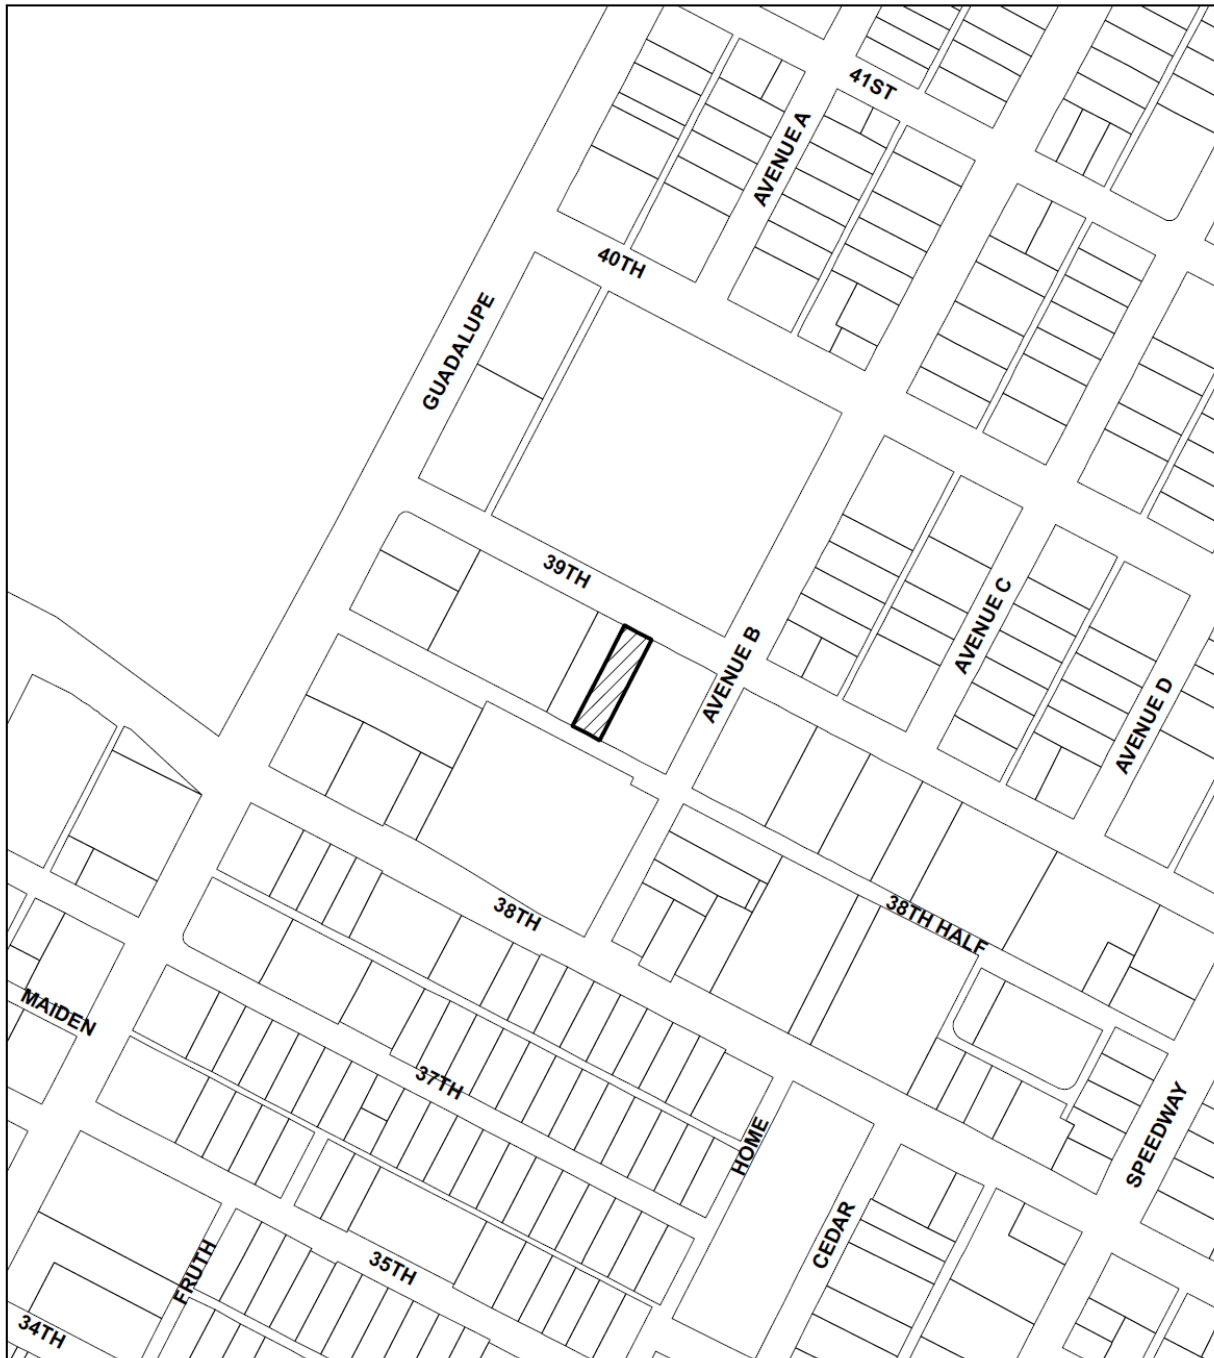 41ST
AVENUE A
40TH
GUADALUPE
39TH
AVENUE C
AVENUE B
AVENUE D
38TH
38TH HALF
MAIDEN
37TH
HOME
SPEEDWAY
CEDAR
35TH
FRUTH
34TH